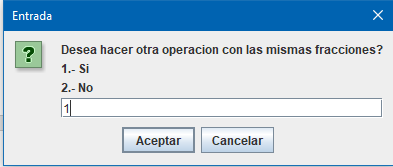 Entrada
Desea hacer otra operacion con las mismas fracciones?
1.- Si
2.- No
1
Aceptar Cancelar